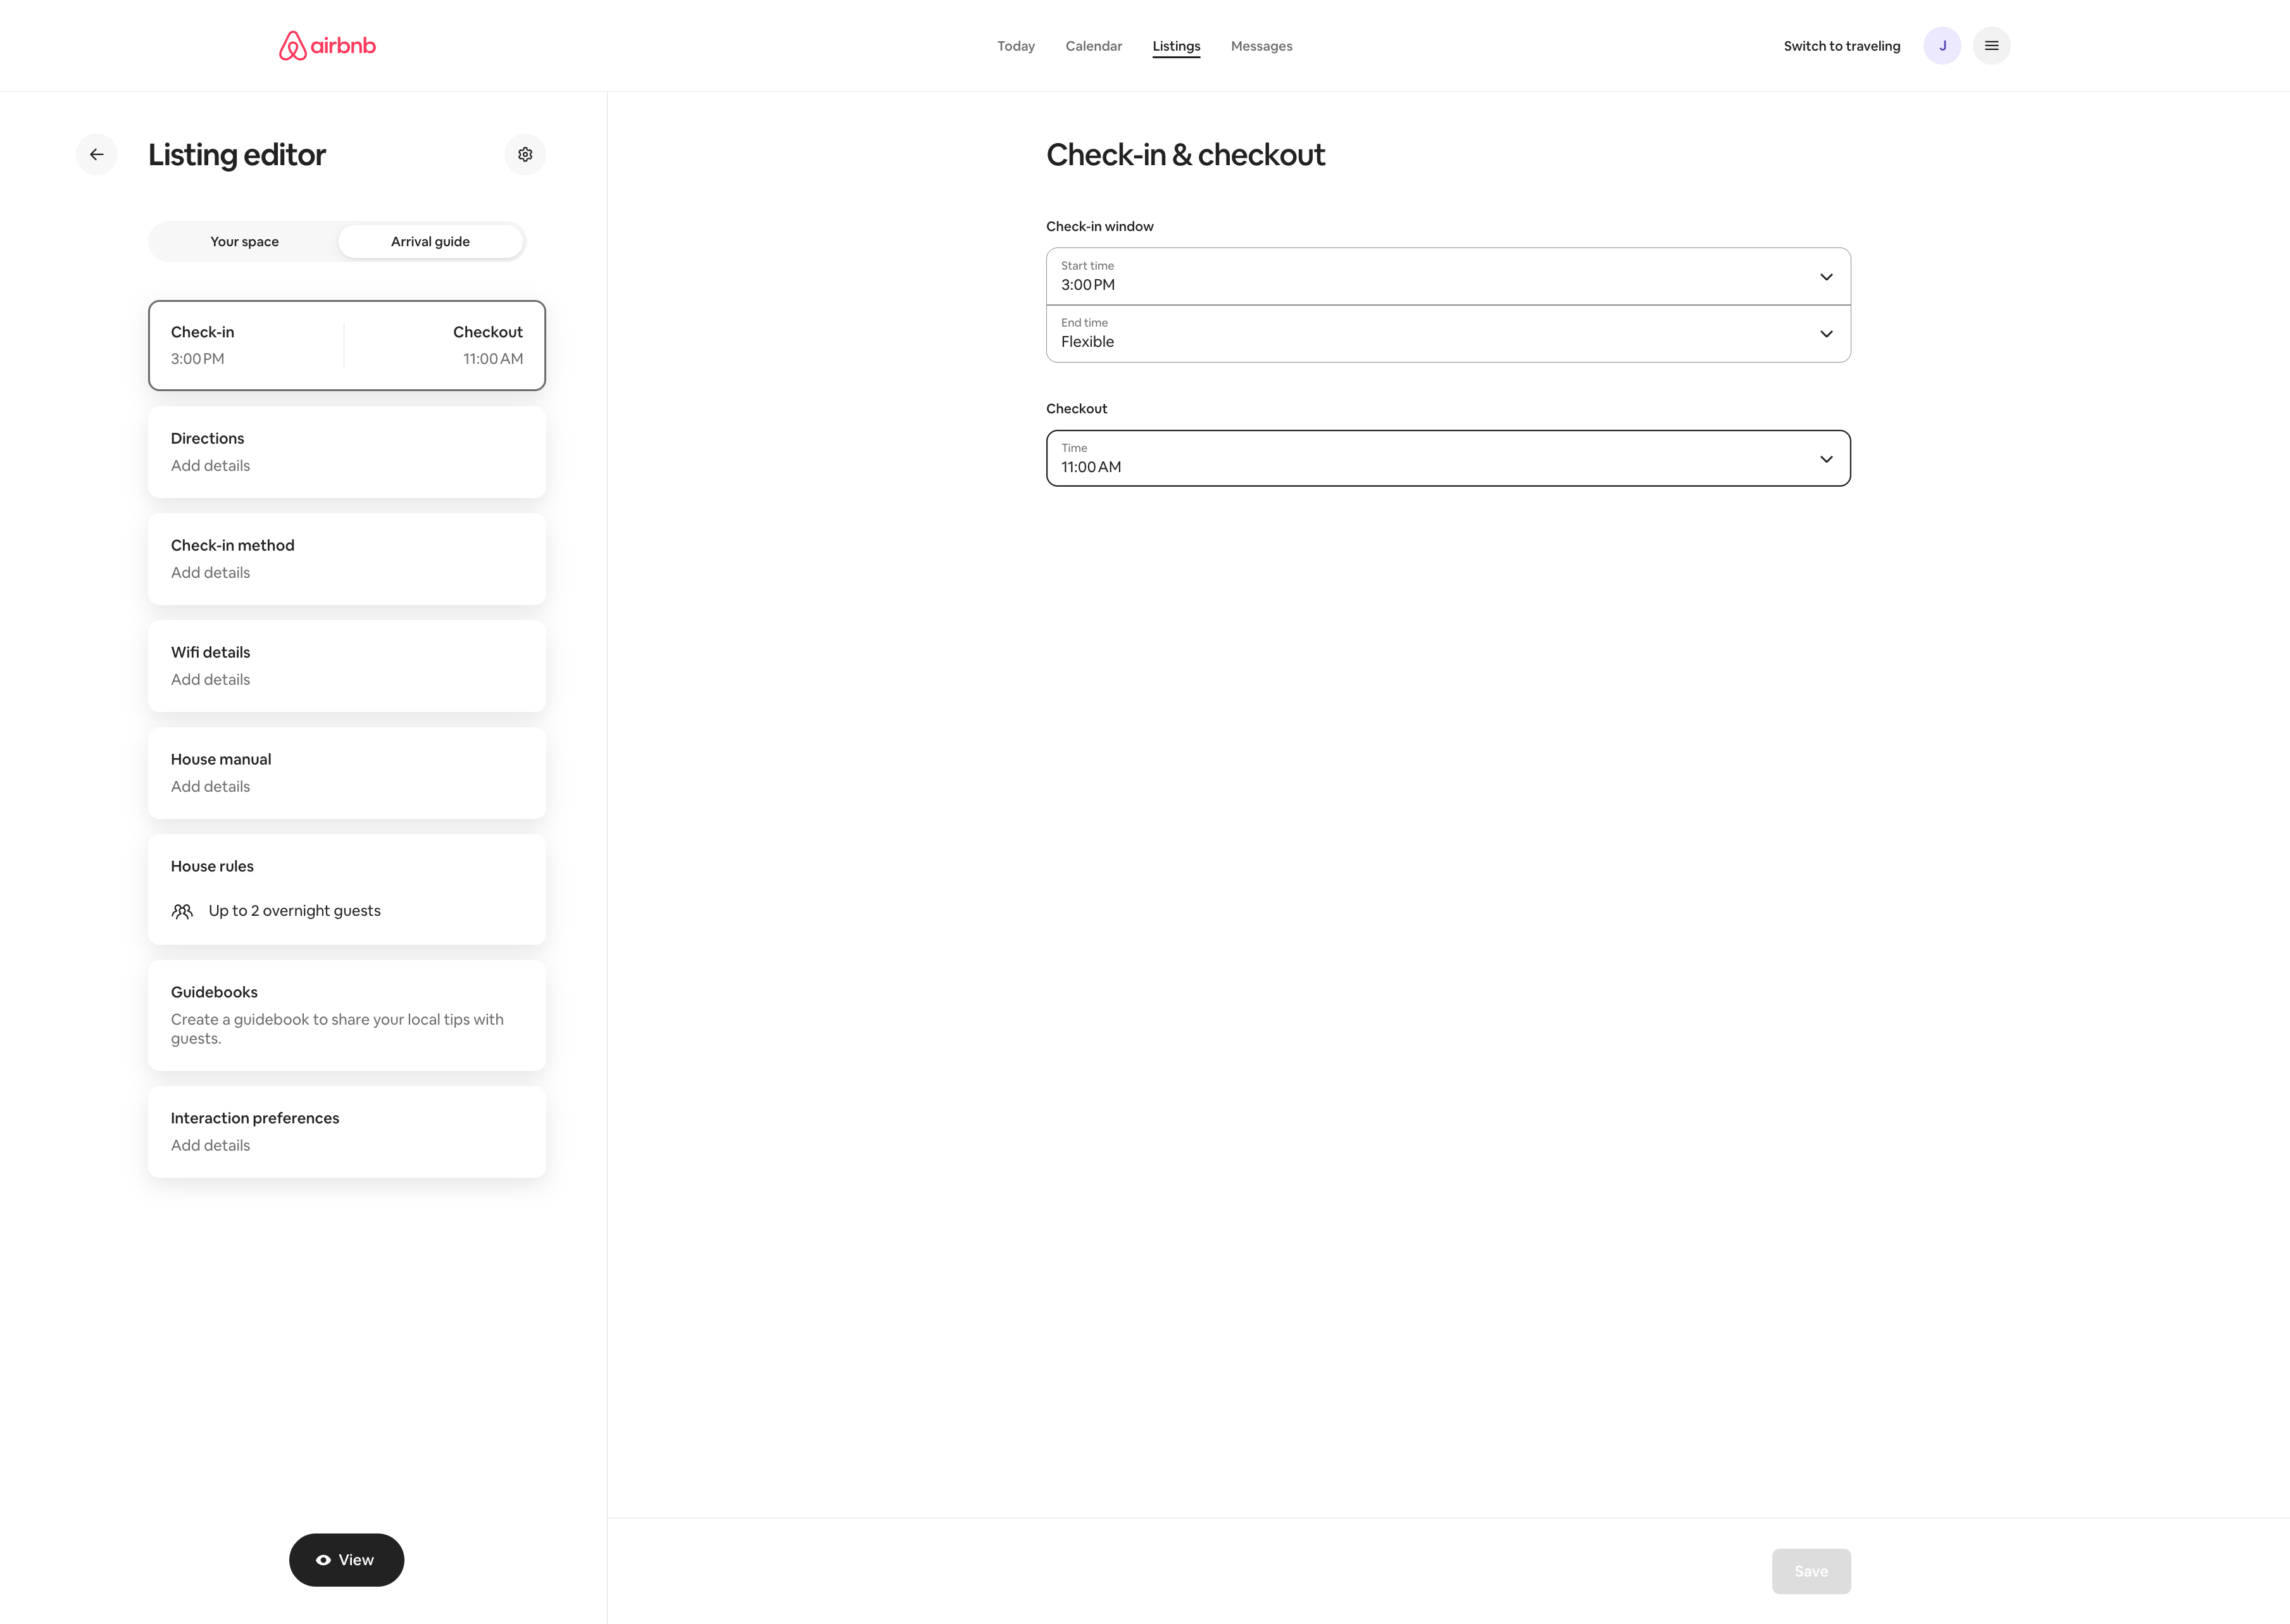 airbnb
Today
Calendar
Listings
Messages
Switch to traveling
J
Listing editor
Your space
Arrival guide
Check-in
Checkout
3:00 PM
11:00 AM
Directions
Add details
Check-in method
Add details
Wifi details
Add details
House manual
Add details
House rules
Up to 2 overnight guests
Guidebooks
Create a guidebook to share your local tips with
guests.
Interaction preferences
Add details
View
Check-in & checkout
Check-in window
Start time
3:00 PM
End time
Flexible
Checkout
Time
11:00 AM
Save